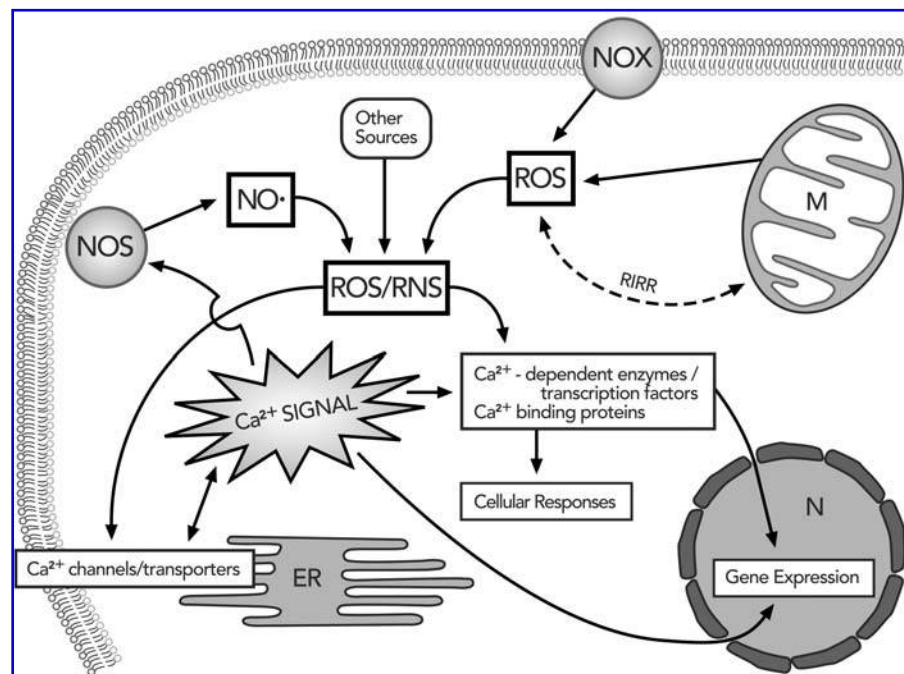 NOX
Other
Sources
ROS
M
NO·
NOS
RIRR
ROS/RNS
Ca²⁺ - dependent enzymes /
transcription factors
Ca²⁺ binding proteins
Ca²⁺ SIGNAL
Cellular Responses
N
Ca²⁺ channels/transporters
ER
Gene Expression